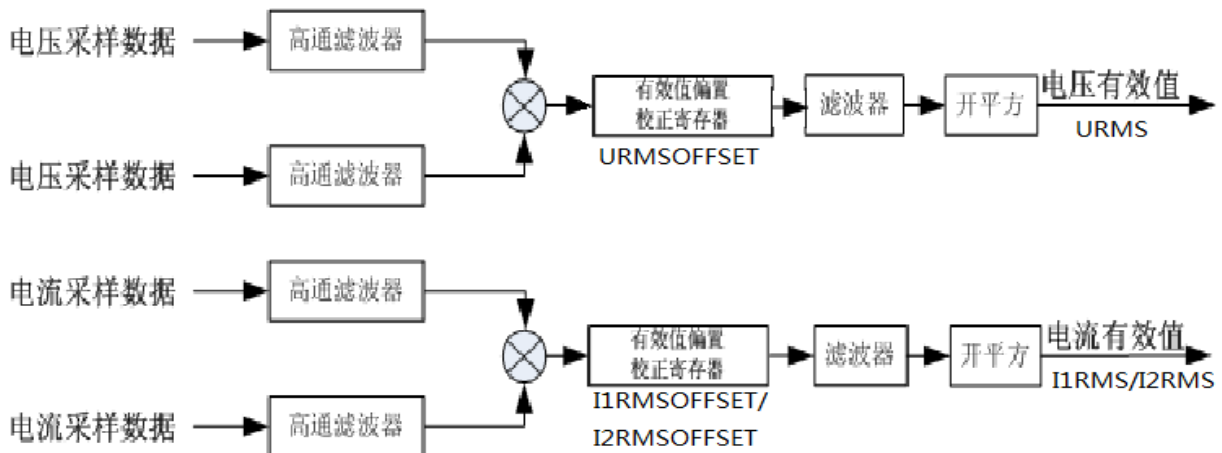 电压采样数据
高通滤波器
有效值偏置
校正寄存器
URMSOFFSET
滤波器
开平方
电压有效值
URMS
电压采样数据
高通滤波器
电流采样数据
高通滤波器
有效值偏置
校正寄存器
I1RMSOFFSET/
I2RMSOFFSET
滤波器
开平方
电流有效值
I1RMS/I2RMS
电流采样数据
高通滤波器